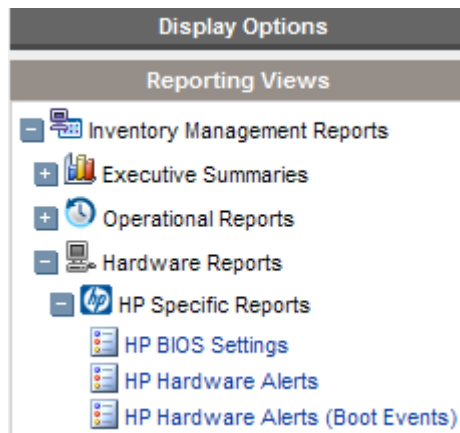 Display Options
Reporting Views
Inventory Management Reports
Executive Summaries
Operational Reports
Hardware Reports
hp HP Specific Reports
HP BIOS Settings
HP Hardware Alerts
HP Hardware Alerts (Boot Events)